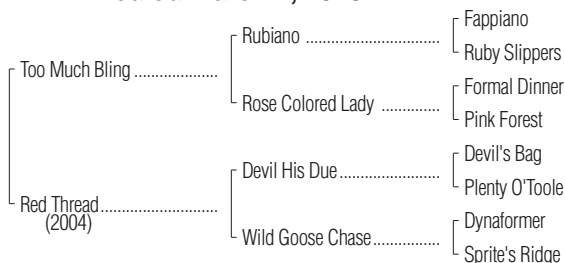 Fappiano
Rubiano ................................
Ruby Slippers
Too Much Bling ....................
Formal Dinner
Rose Colored Lady ..............
Pink Forest
Devil's Bag
Devil His Due ........................
Plenty O'Toole
Red Thread ............................
(2004)
Dynaformer
Wild Goose Chase ................
Sprite's Ridge